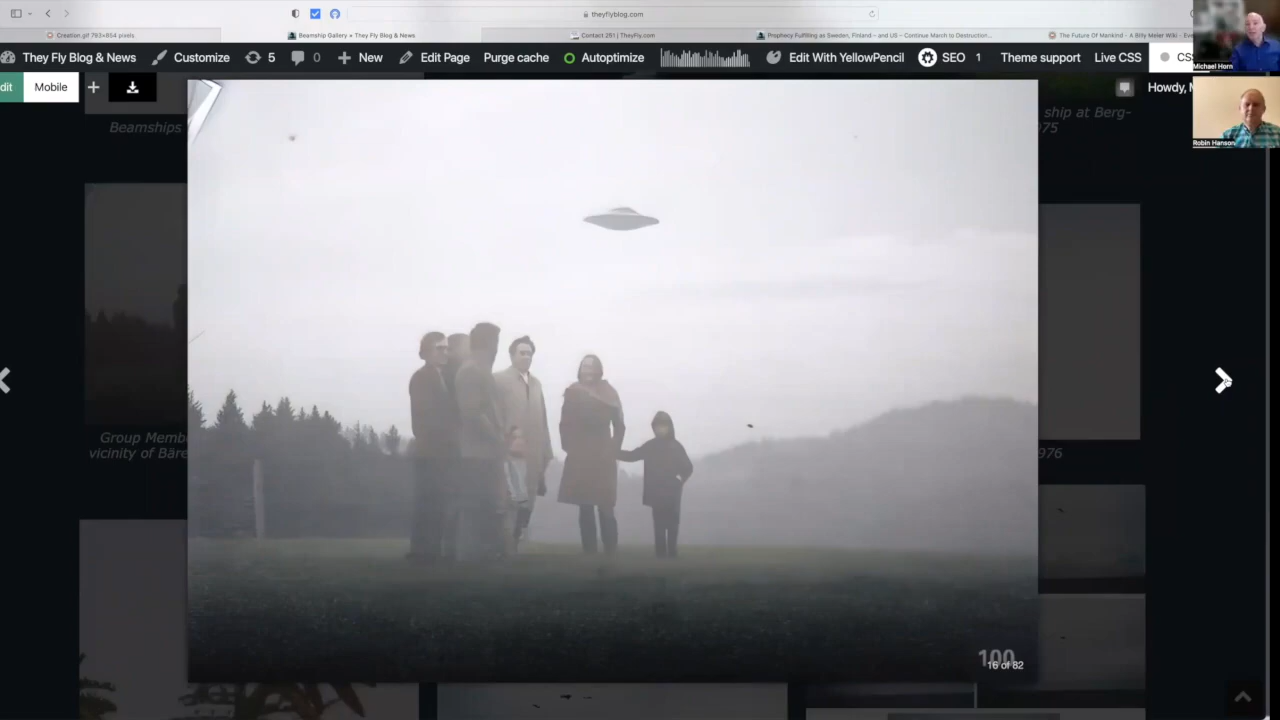 theyflyblog.com
Creation.gif 793×854 pixels
Beamship Gallery × They Fly Blog & News
Contact 251 | TheyFly.com
Prophecy Fulfilling as Sweden, Finland – and US – Continue March to Destruction...
The Future Of Mankind - A Billy Meier Wiki - Eve
They Fly Blog & News
Customize
5
0
New
Edit Page
Purge cache
Autoptimize
Edit With YellowPencil
SEO 1
Theme support
Live CSS
CS
Michael Horn
dit
Mobile
Howdy, M
Robin Hanson
Beamships
ship at Berg-
975
Group Memb
vicinity of Bäre
976
100
16 of 82